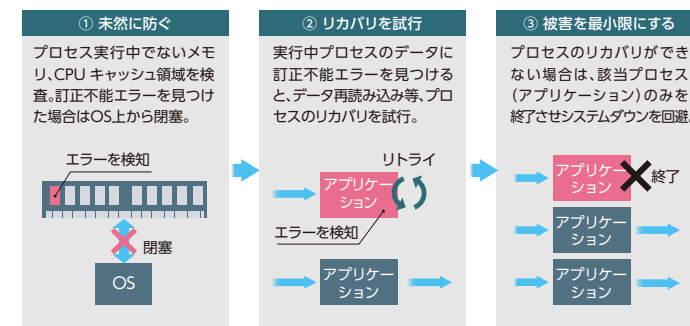 ① 未然に防ぐ
プロセス実行中でないメモ
リ、CPU キャッシュ領域を検
査。訂正不能エラーを見つけ
た場合はOS上から閉塞。
エラーを検知
閉塞
OS
② リカバリを試行
実行中プロセスのデータに
訂正不能エラーを見つける
と、データ再読み込み等、プロ
セスのリカバリを試行。
リトライ
アプリケー
ション
エラーを検知
アプリケー
ション
③ 被害を最小限にする
プロセスのリカバリができ
ない場合は、該当プロセス
（アプリケーション）のみを
終了させシステムダウンを回避。
アプリケー
ション
終了
アプリケー
ション
アプリケー
ション